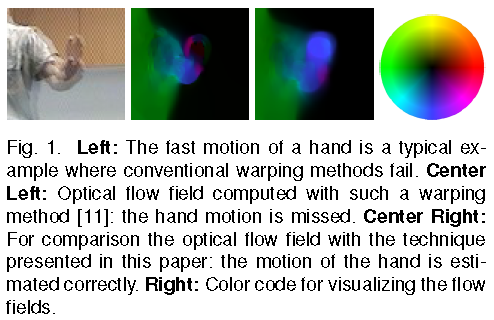 Fig. 1. Left: The fast motion of a hand is a typical ex-
ample where conventional warping methods fail. Center
Left: Optical flow field computed with such a warping
method [11]: the hand motion is missed. Center Right:
For comparison the optical flow field with the technique
presented in this paper: the motion of the hand is esti-
mated correctly. Right: Color code for visualizing the flow
fields.